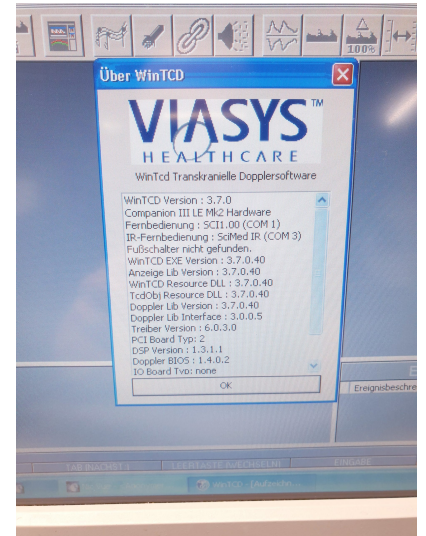 100%
Über WinTCD
VIASYS™
HEALTHCARE
WinTcd Transkranielle Dopplersoftware
WinTCD Version : 3.7.0
Companion III LE Mk2 Hardware
Fernbedienung : SCI1.00 (COM 1)
IR-Fernbedienung : SciMed IR (COM 3)
Fußschalter nicht gefunden.
WinTCD EXE Version : 3.7.0.40
Anzeige Lib Version : 3.7.0.40
WinTCD Resource DLL : 3.7.0.40
TcdObj Resource DLL : 3.7.0.40
Doppler Lib Version : 3.7.0.40
Doppler Lib Interface : 3.0.0.5
Treiber Version : 6.0.3.0
PCI Board Typ: 2
DSP Version : 1.3.1.1
Doppler BIOS : 1.4.0.2
IO Board Typ: none
OK
Ereignisbeschre
EINGABE
WinTCD - [Aufzeichn...